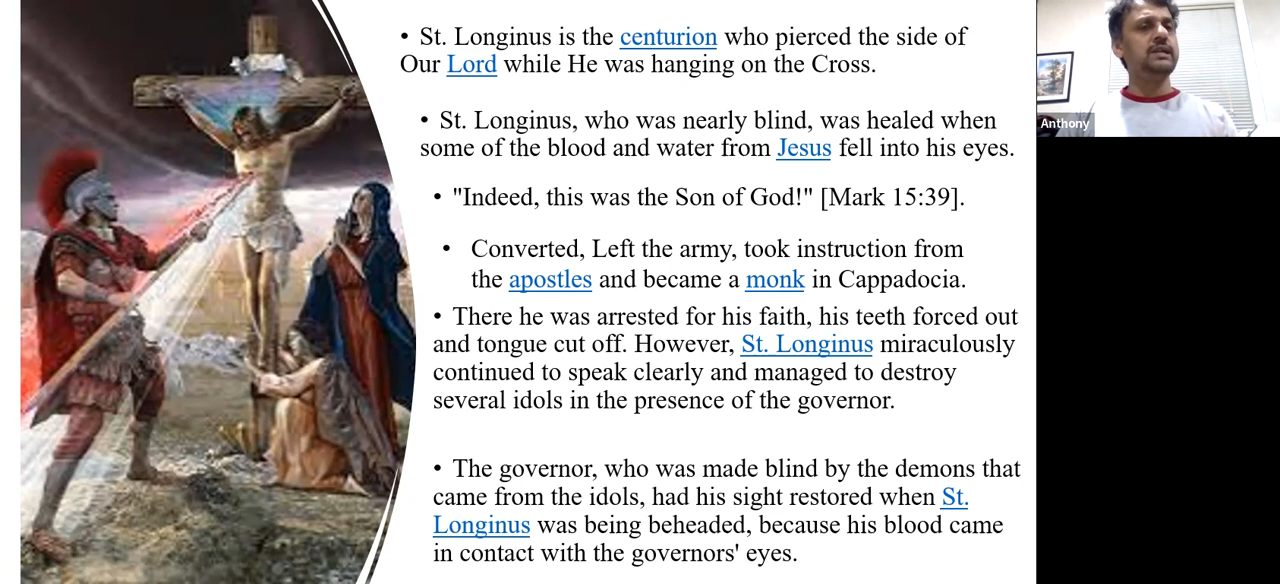 • St. Longinus is the centurion who pierced the side of
Our Lord while He was hanging on the Cross.
• St. Longinus, who was nearly blind, was healed when
some of the blood and water from Jesus fell into his eyes.
• "Indeed, this was the Son of God!" [Mark 15:39].
• Converted, Left the army, took instruction from
the apostles and became a monk in Cappadocia.
• There he was arrested for his faith, his teeth forced out
and tongue cut off. However, St. Longinus miraculously
continued to speak clearly and managed to destroy
several idols in the presence of the governor.
• The governor, who was made blind by the demons that
came from the idols, had his sight restored when St.
Longinus was being beheaded, because his blood came
in contact with the governors' eyes.
Anthony